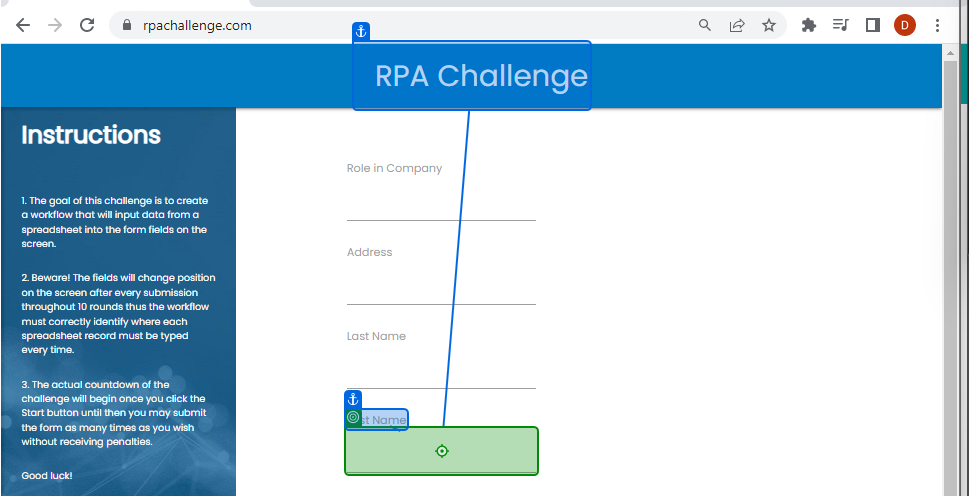 rpachallenge.com
D
RPA Challenge
Instructions
1. The goal of this challenge is to create
a workflow that will input data from a
spreadsheet into the form fields on the
screen.
2. Beware! The fields will change position
on the screen after every submission
throughout 10 rounds thus the workflow
must correctly identify where each
spreadsheet record must be typed
every time.
3. The actual countdown of the
challenge will begin once you click the
Start button until then you may submit
the form as many times as you wish
without receiving penalties.
Good luck!
Role in Company
Address
Last Name
Name